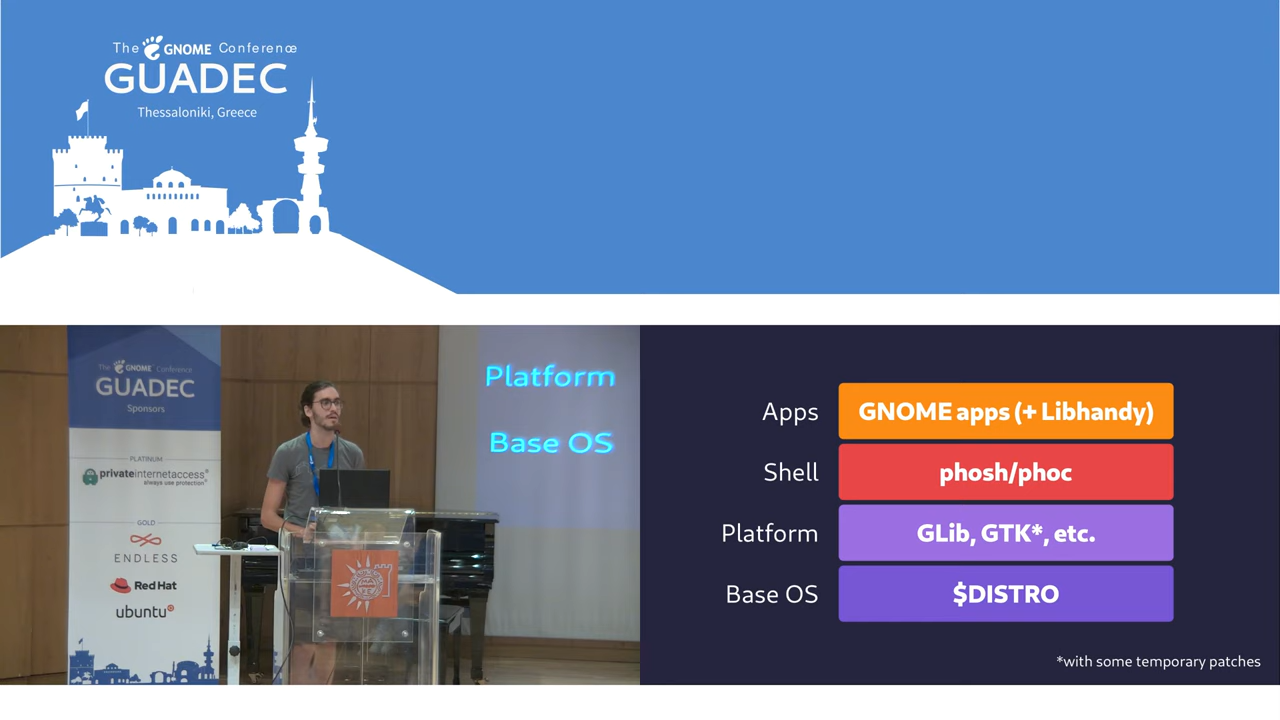 The GNOME Conference
GUADEC
Thessaloniki, Greece
The GNOME Conference
GUADEC
Sponsors
PLATINUM
privateinternetaccess®
always use protection®
GOLD
ENDLESS
Red Hat
ubuntu®
Platform
Base OS
Apps GNOME apps (+ Libhandy)
Shell phosh/phoc
Platform GLib, GTK*, etc.
Base OS $DISTRO
*with some temporary patches